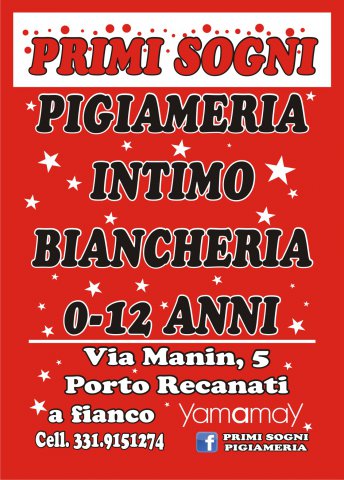 PRIMI SOGNI
PIGIAMERIA
INTIMO
BIANCHERIA
0-12 ANNI
Via Manin, 5
Porto Recanati
a fianco yamamay
Cell. 331.9151274
f PRIMI SOGNI
PIGIAMERIA